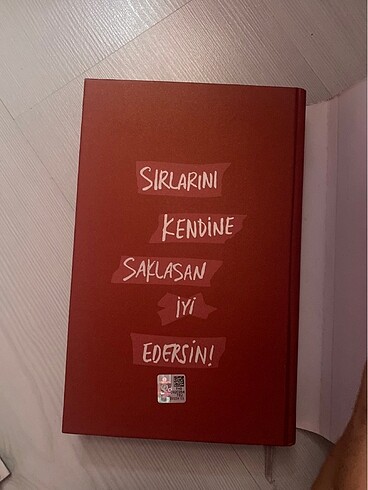 SIRLARINI
KENDİNE
SAKLASAN
İYİ
EDERSİN!